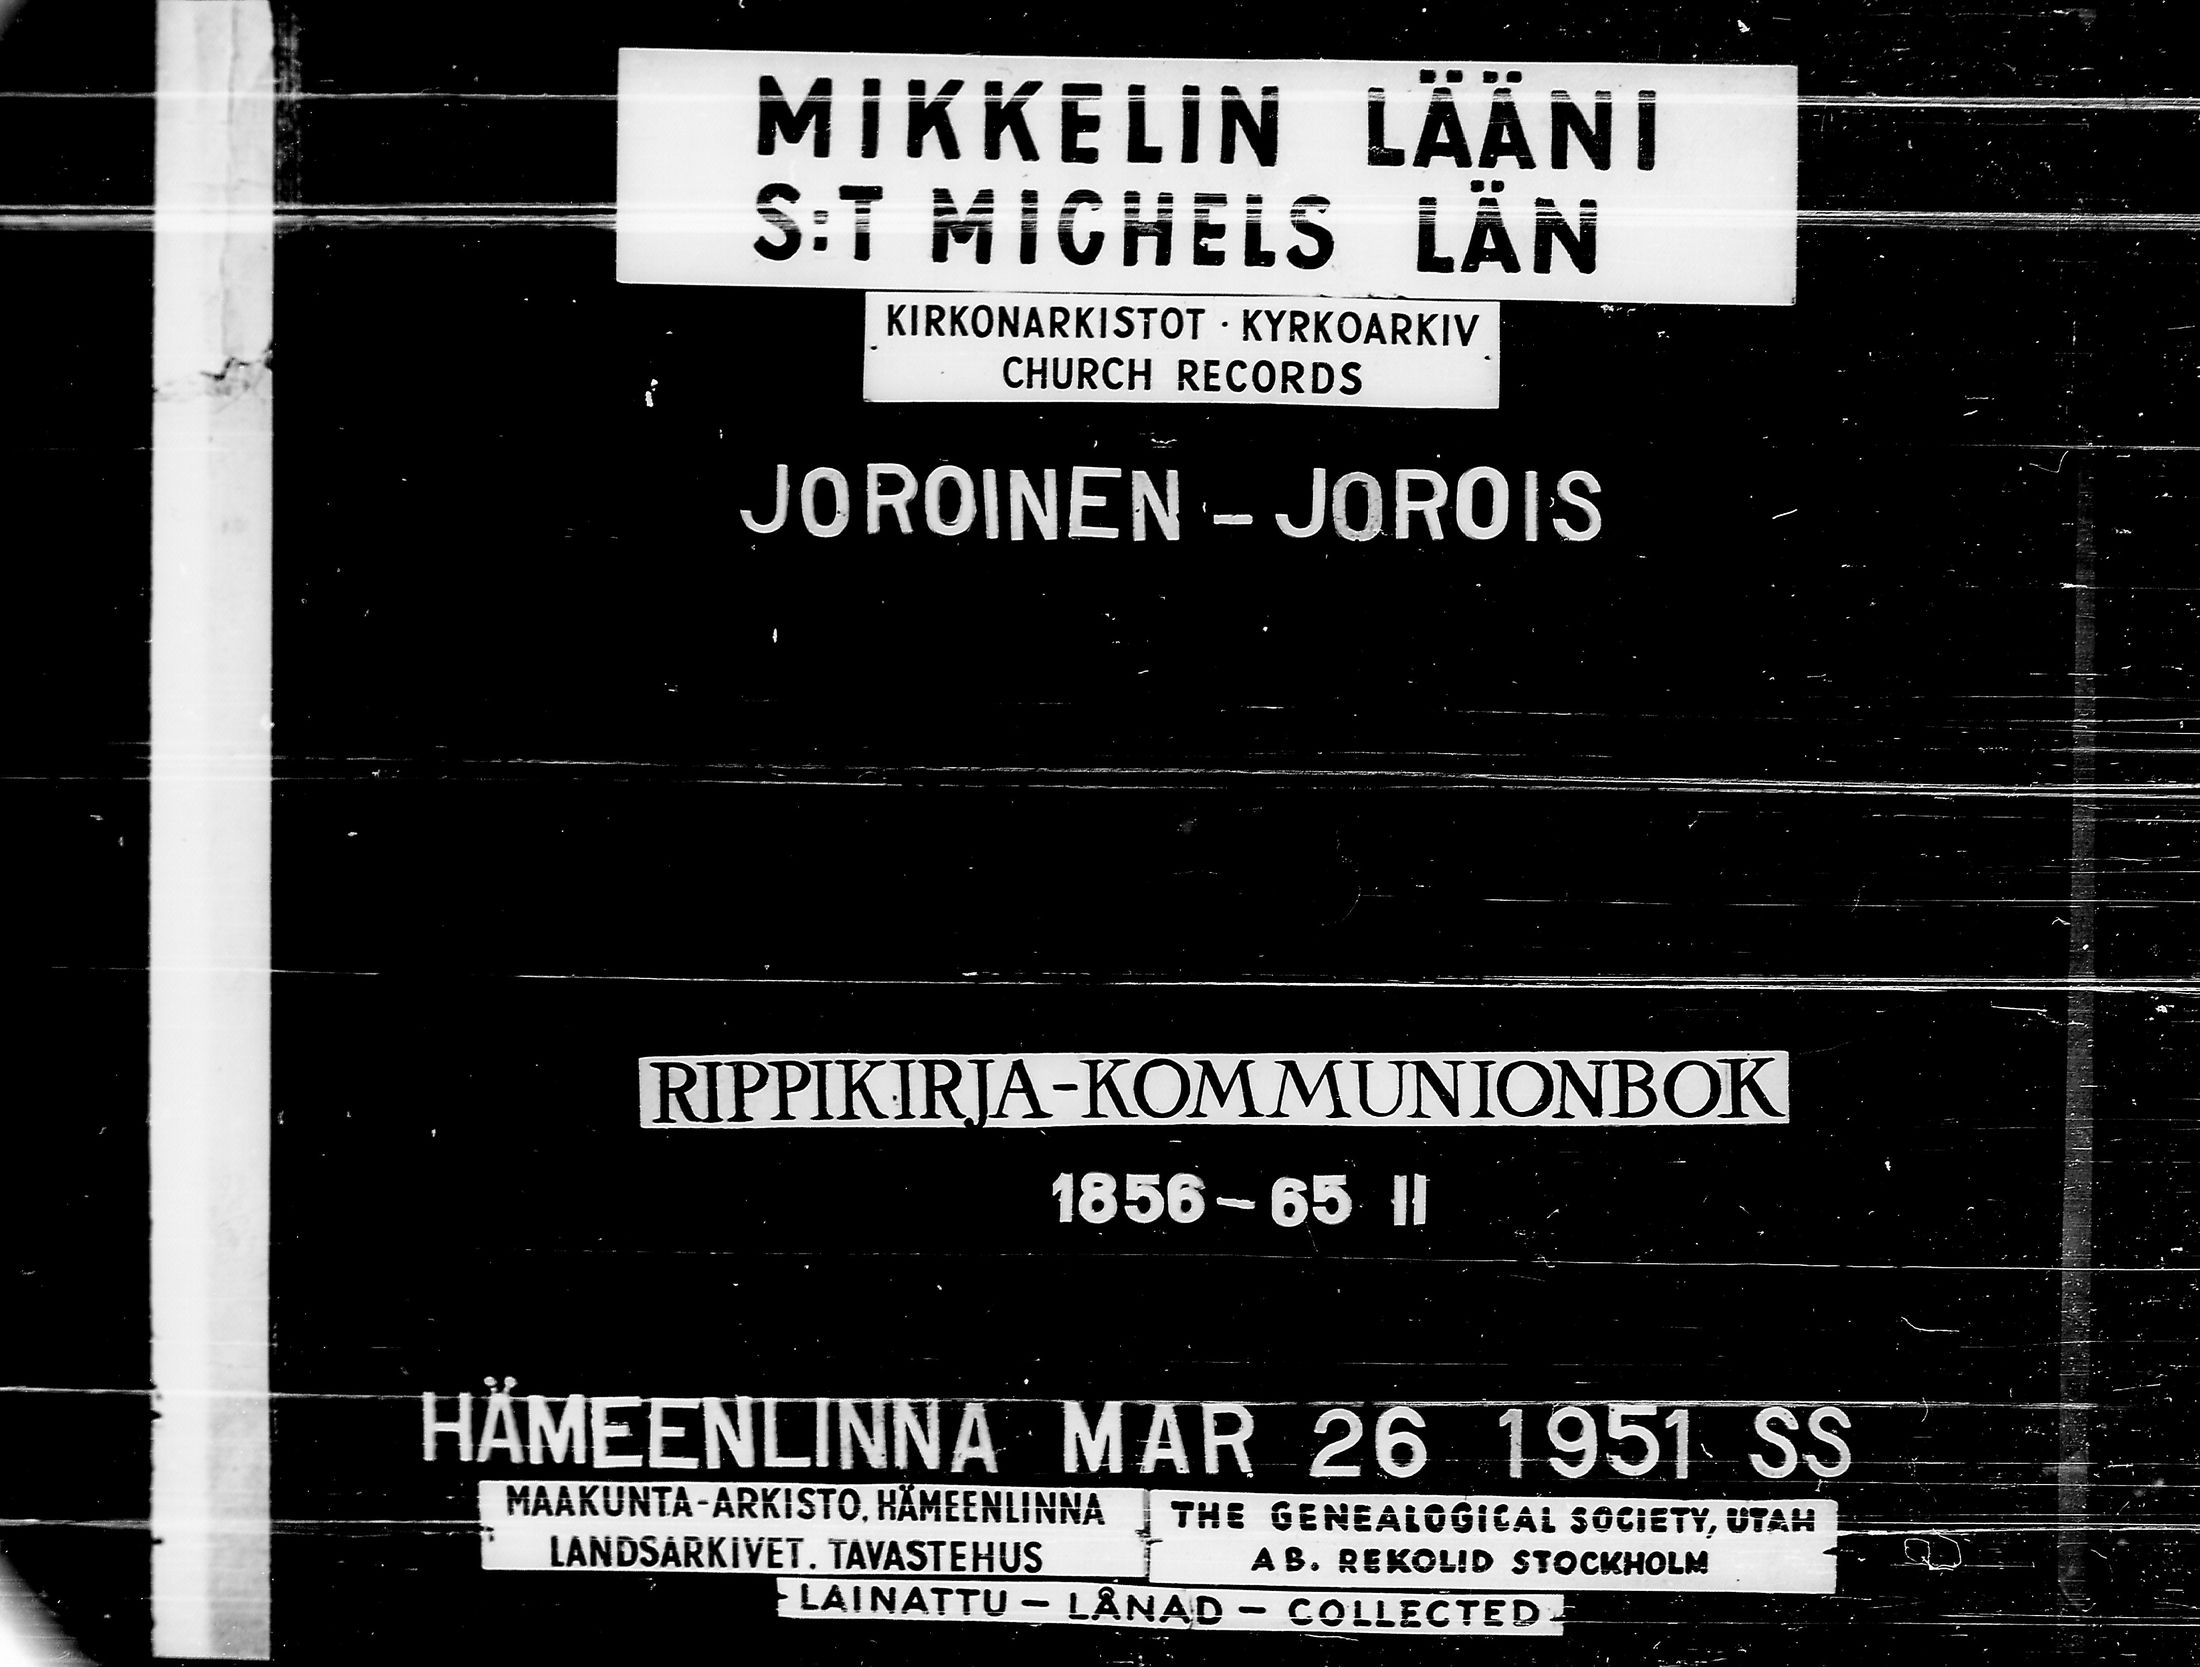 MIKKELIN LÄÄNI
S:T MICHELS LÄN
KIRKONARKISTOT · KYRKOARKIV
CHURCH RECORDS
JOROINEN – JOROIS
RIPPIKIRJA-KOMMUNIONBOK
1856–65 II
HÄMEENLINNA MAR 26 1951 SS
MAAKUNTA-ARKISTO, HÄMEENLINNA
LANDSARKIVET. TAVASTEHUS
THE GENEALOGICAL SOCIETY, UTAH
AB. REKOLID STOCKHOLM
LAINATTU – LÅNAD – COLLECTED